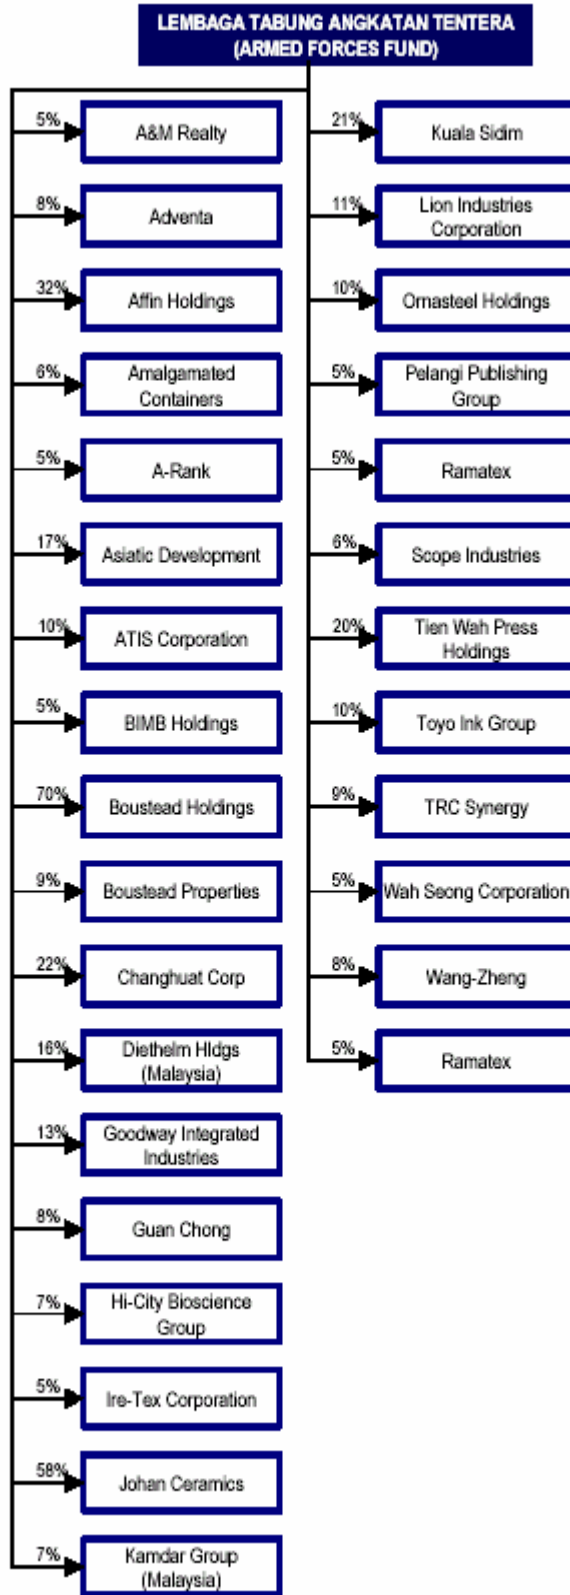 LEMBAGA TABUNG ANGKATAN TENTERA
(ARMED FORCES FUND)
5%
A&M Realty
8%
Adventa
32%
Affin Holdings
6%
Amalgamated
Containers
5%
A-Rank
17%
Asiatic Development
10%
ATIS Corporation
5%
BIMB Holdings
70%
Boustead Holdings
9%
Boustead Properties
22%
Changhuat Corp
16%
Diethelm Hldgs
(Malaysia)
13%
Goodway Integrated
Industries
8%
Guan Chong
7%
Hi-City Bioscience
Group
5%
Ire-Tex Corporation
58%
Johan Ceramics
7%
Kamdar Group
(Malaysia)
21%
Kuala Sidim
11%
Lion Industries
Corporation
10%
Ornasteel Holdings
5%
Pelangi Publishing
Group
5%
Ramatex
6%
Scope Industries
20%
Tien Wah Press
Holdings
10%
Toyo Ink Group
9%
TRC Synergy
5%
Wah Seong Corporation
8%
Wang-Zheng
5%
Ramatex